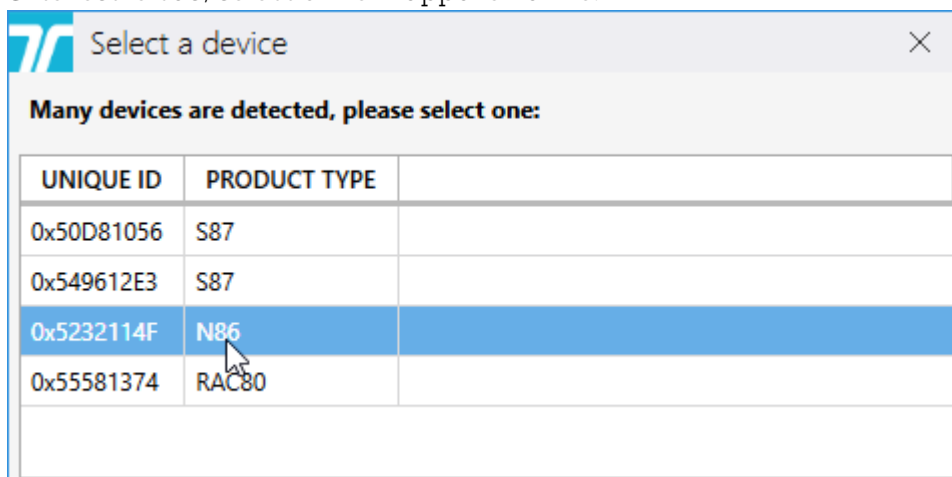 Select a device
Many devices are detected, please select one:
UNIQUE ID PRODUCT TYPE
0x50D81056 S87
0x549612E3 S87
0x5232114F N86
0x55581374 RAC80